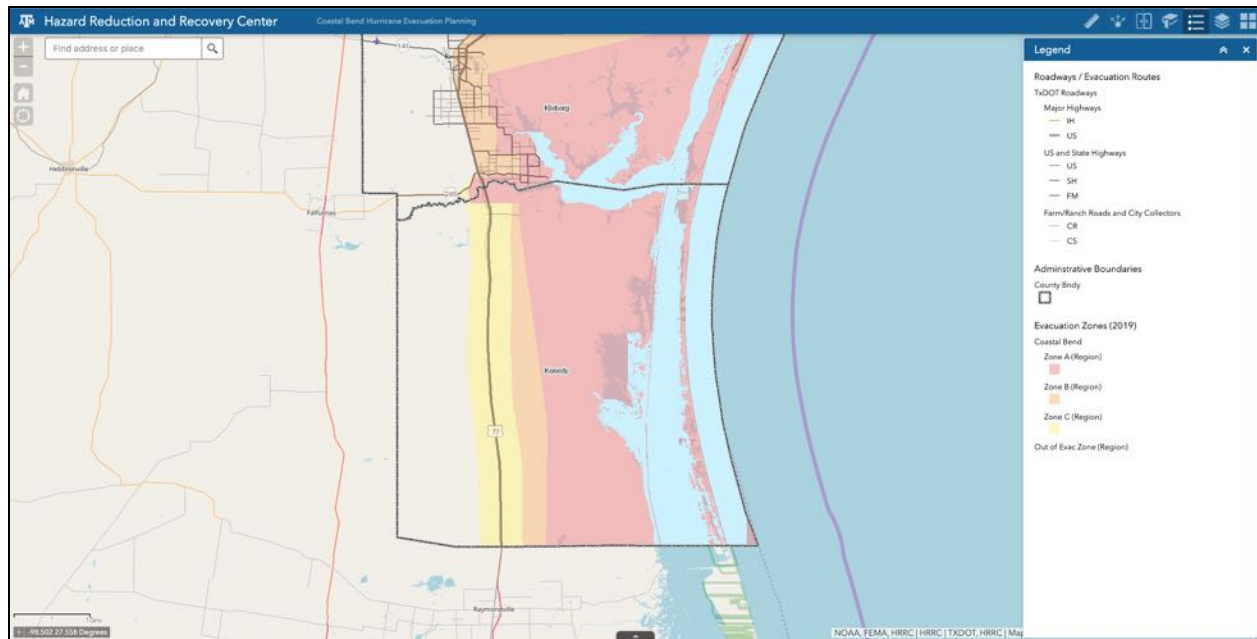 Hazard Reduction and Recovery Center
Coastal Bend Hurricane Evacuation Planning
Find address or place
Legend
Roadways / Evacuation Routes
TxDOT Roadways
Major Highways
IH
US
US and State Highways
US
SH
FM
Farm/Ranch Roads and City Collectors
CR
CS
Adminstrative Boundaries
County Bndy
Evacuation Zones (2019)
Coastal Bend
Zone A (Region)
Zone B (Region)
Zone C (Region)
Out of Evac Zone (Region)
141
Kleberg
Hebbronville
285
Falfurrias
Kenedy
77
Raymondville
-98.502 27.558 Degrees
NOAA, FEMA, HRRC | HRRC | TXDOT, HRRC | Map